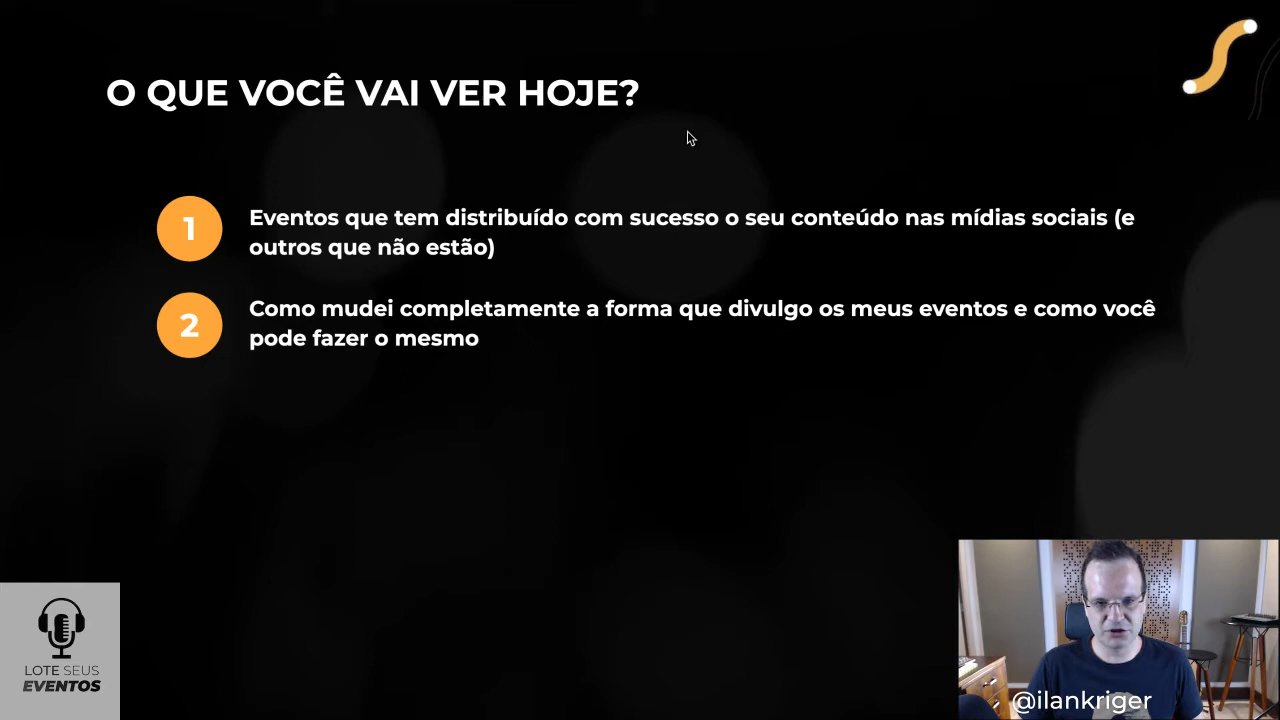 O QUE VOCÊ VAI VER HOJE?
1
Eventos que tem distribuído com sucesso o seu conteúdo nas mídias sociais (e
outros que não estão)
2
Como mudei completamente a forma que divulgo os meus eventos e como você
pode fazer o mesmo
LOTE SEUS
EVENTOS
@ilankriger